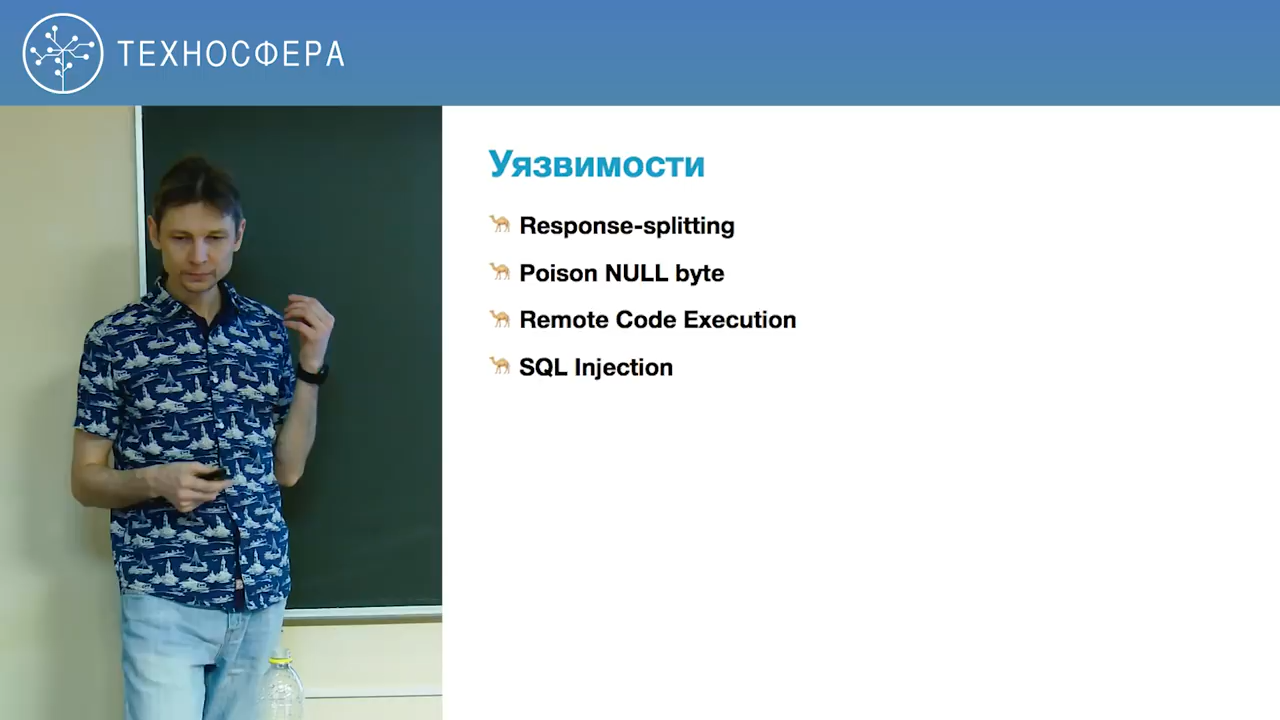 ТЕХНОСФЕРА
Уязвимости
Response-splitting
Poison NULL byte
Remote Code Execution
SQL Injection